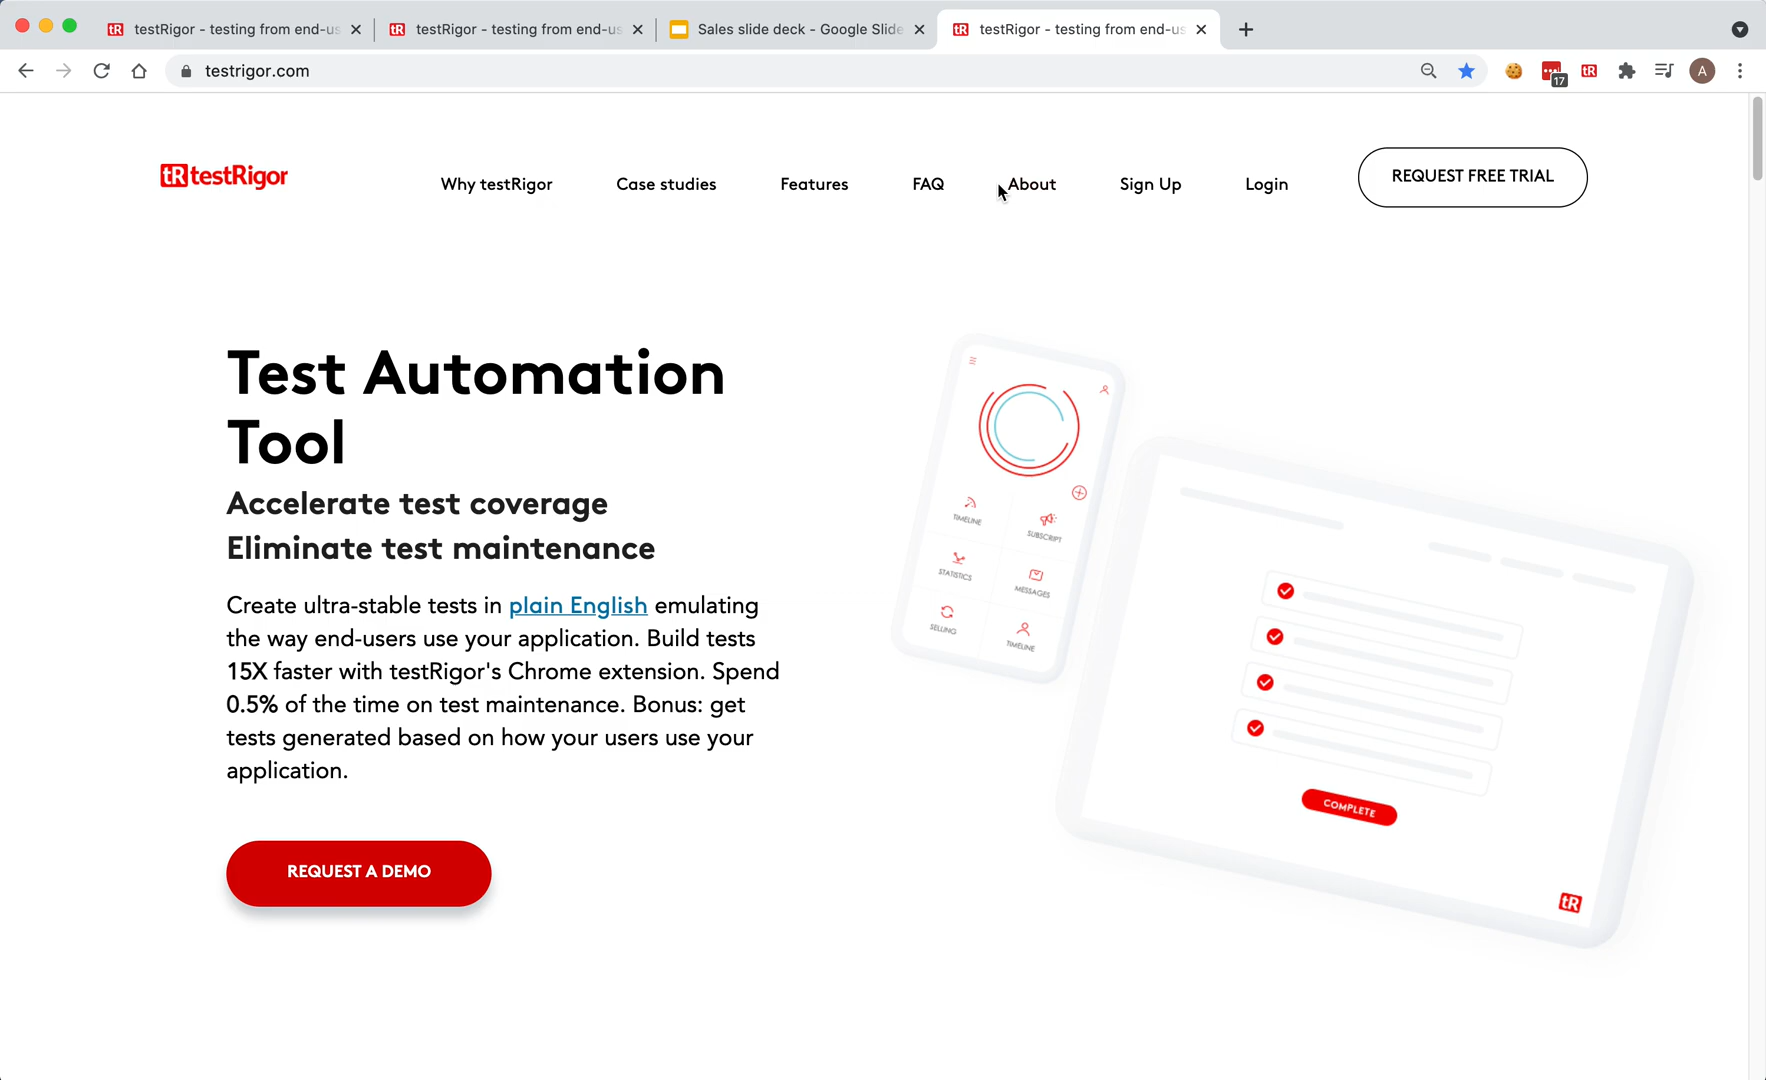 testRigor - testing from end-us
testRigor - testing from end-us
Sales slide deck - Google Slide
testRigor - testing from end-us
testrigor.com
17
tR
A
tR testRigor
Why testRigor
Case studies
Features
FAQ
About
Sign Up
Login
REQUEST FREE TRIAL
Test Automation
Tool
Accelerate test coverage
Eliminate test maintenance
Create ultra-stable tests in plain English emulating
the way end-users use your application. Build tests
15X faster with testRigor's Chrome extension. Spend
0.5% of the time on test maintenance. Bonus: get
tests generated based on how your users use your
application.
REQUEST A DEMO
TIMELINE
SUBSCRIPT
STATISTICS
MESSAGES
SELLING
TIMELINE
COMPLETE
tR